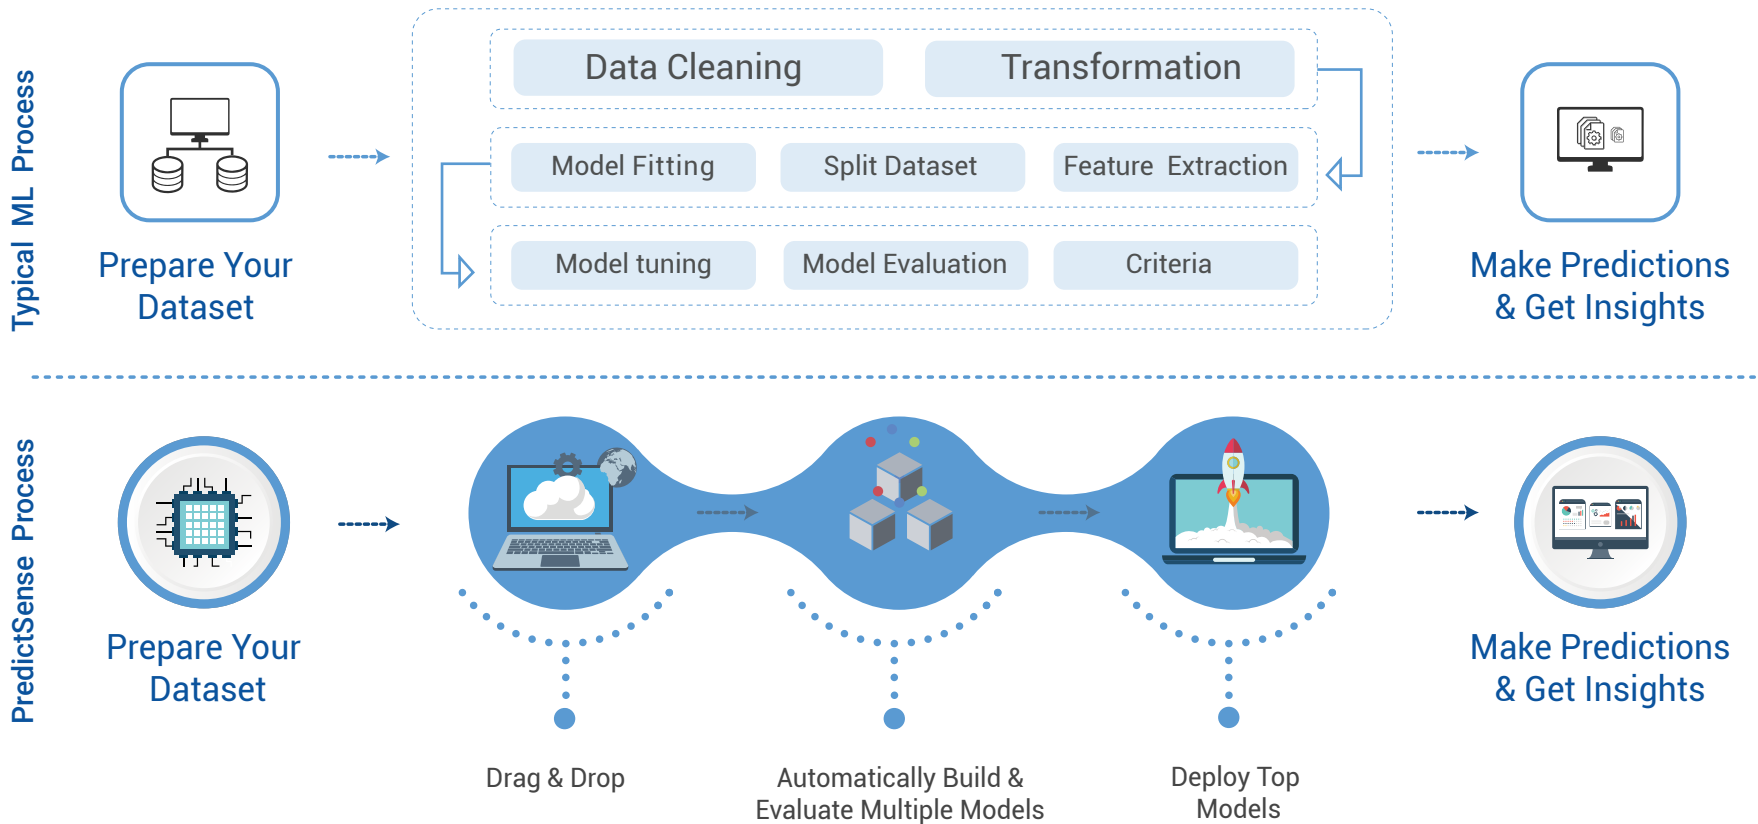 Typical ML Process
Prepare Your
Dataset
Data Cleaning
Transformation
Model Fitting
Split Dataset
Feature Extraction
Model tuning
Model Evaluation
Criteria
Make Predictions
& Get Insights
PredictSense Process
Prepare Your
Dataset
Drag & Drop
Automatically Build &
Evaluate Multiple Models
Deploy Top
Models
Make Predictions
& Get Insights